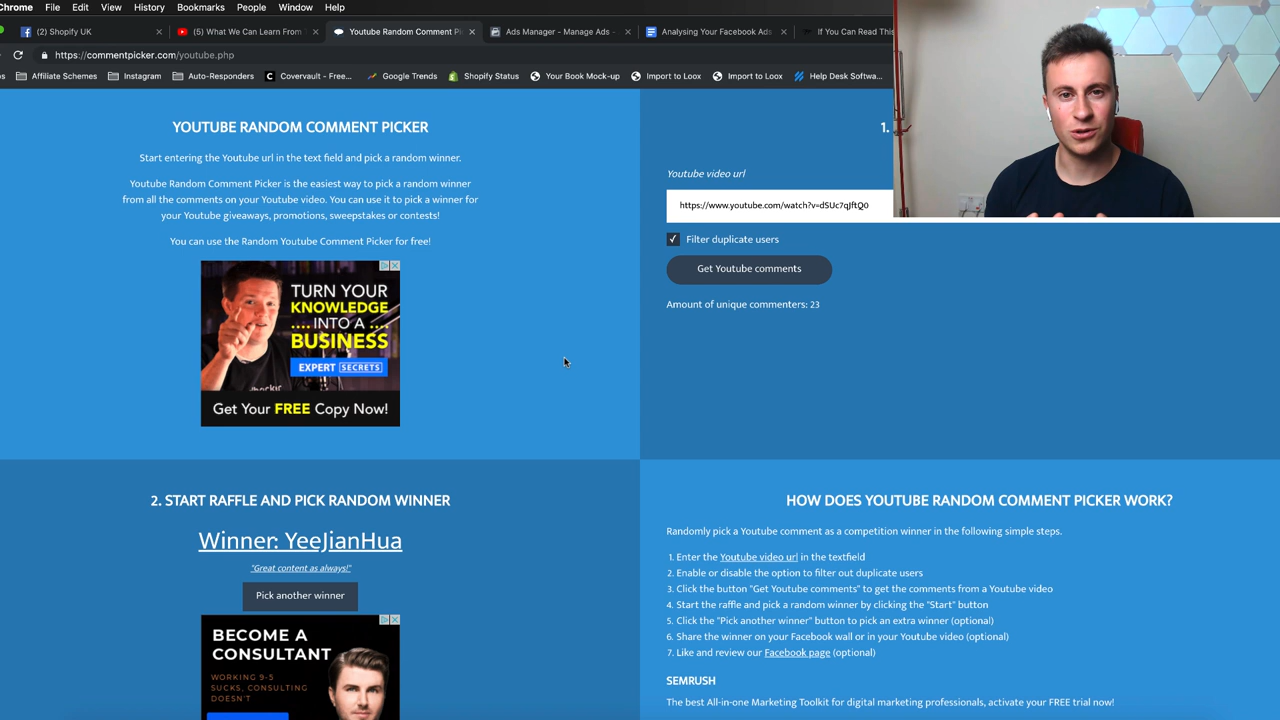 Chrome File Edit View History Bookmarks People Window Help
(2) Shopify UK
(5) What We Can Learn From
Youtube Random Comment Pi
Ads Manager - Manage Ads -
Analysing Your Facebook Ads
If You Can Read This
https://commentpicker.com/youtube.php
Affiliate Schemes
Instagram
Auto-Responders
Covervault - Free...
Google Trends
Shopify Status
Your Book Mock-up
Import to Loox
Import to Loox
Help Desk Softwa...
YOUTUBE RANDOM COMMENT PICKER
Start entering the Youtube url in the text field and pick a random winner.
Youtube Random Comment Picker is the easiest way to pick a random winner
from all the comments on your Youtube video. You can use it to pick a winner for
your Youtube giveaways, promotions, sweepstakes or contests!
You can use the Random Youtube Comment Picker for free!
TURN YOUR
KNOWLEDGE
.... INTO A ....
BUSINESS
EXPERT SECRETS
Get Your FREE Copy Now!
1.
Youtube video url
https://www.youtube.com/watch?v=dSUc7qJftQ0
Filter duplicate users
Get Youtube comments
Amount of unique commenters: 23
2. START RAFFLE AND PICK RANDOM WINNER
Winner: YeeJianHua
"Great content as always!"
Pick another winner
BECOME A
CONSULTANT
WORKING 9-5
SUCKS, CONSULTING
DOESN'T
HOW DOES YOUTUBE RANDOM COMMENT PICKER WORK?
Randomly pick a Youtube comment as a competition winner in the following simple steps.
1. Enter the Youtube video url in the textfield
2. Enable or disable the option to filter out duplicate users
3. Click the button "Get Youtube comments" to get the comments from a Youtube video
4. Start the raffle and pick a random winner by clicking the "Start" button
5. Click the "Pick another winner" button to pick an extra winner (optional)
6. Share the winner on your Facebook wall or in your Youtube video (optional)
7. Like and review our Facebook page (optional)
SEMRUSH
The best All-in-one Marketing Toolkit for digital marketing professionals, activate your FREE trial now!